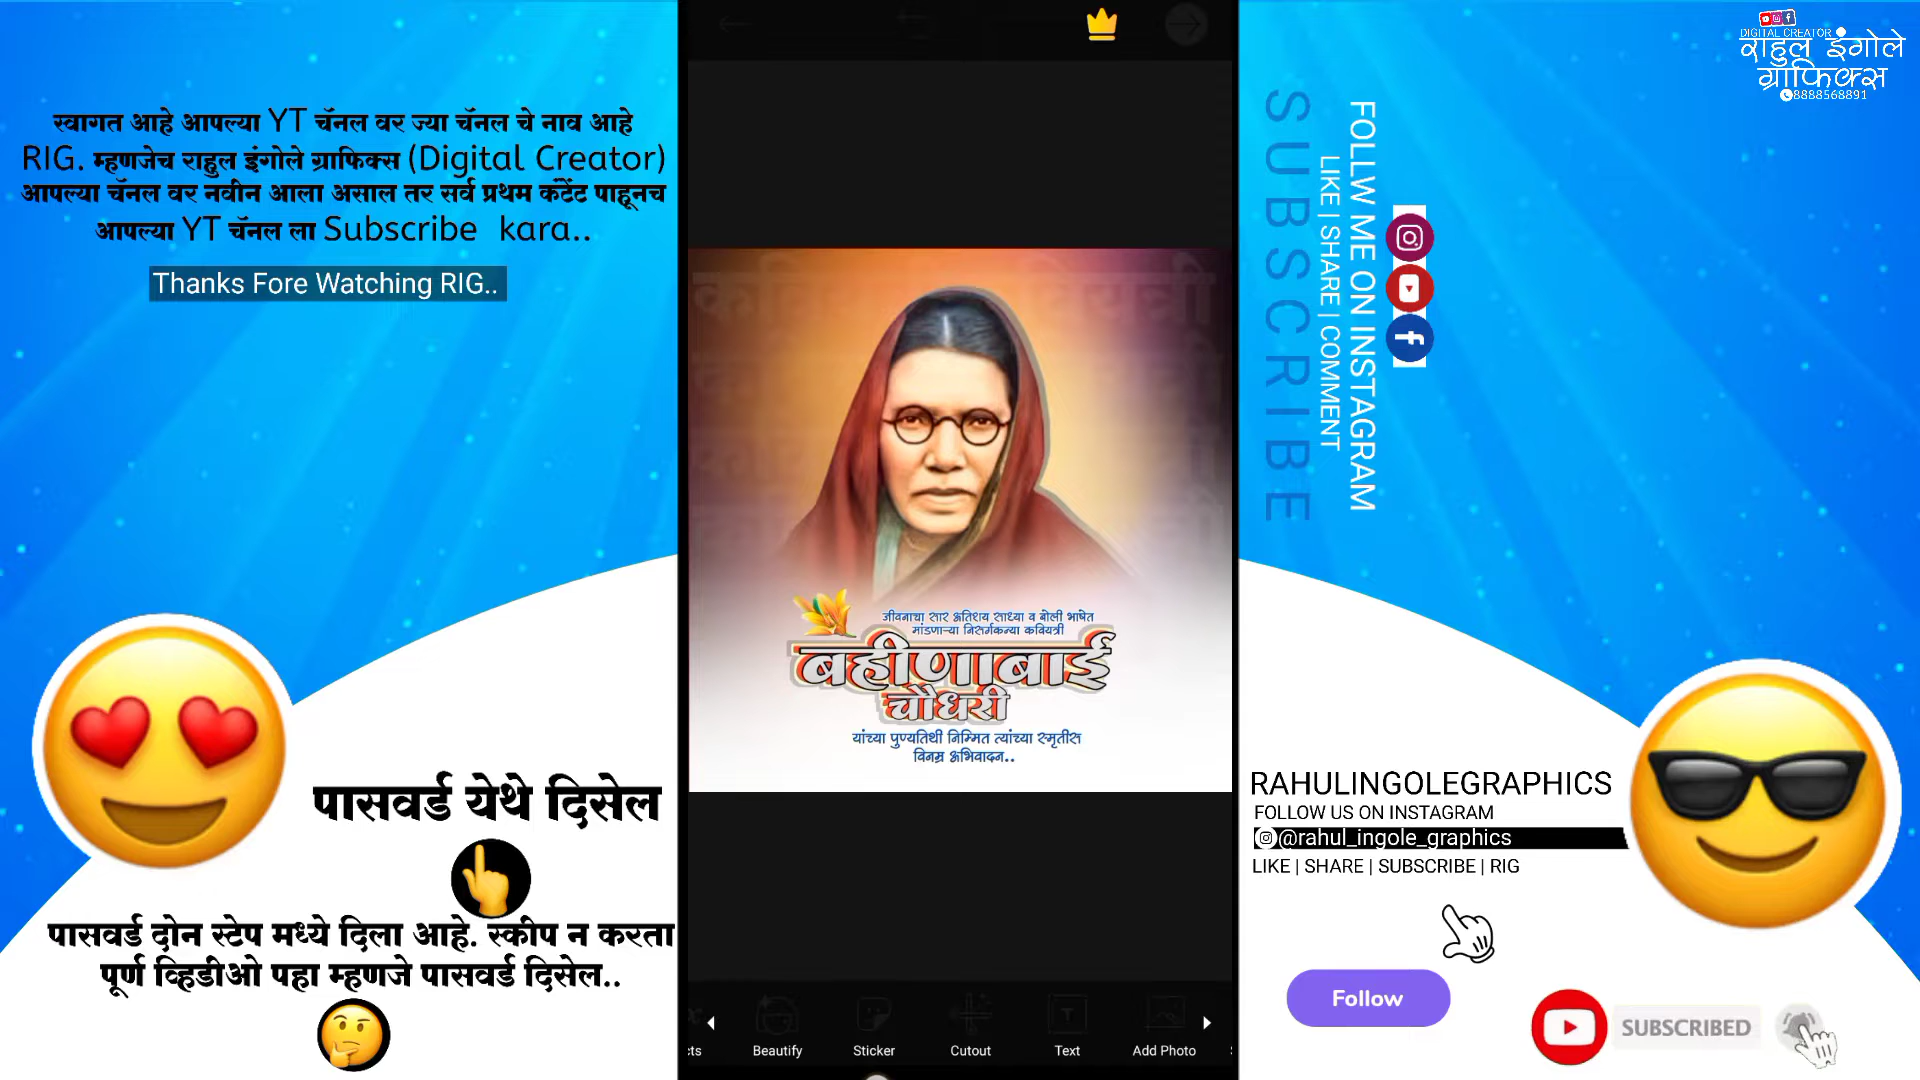 स्वागत आहे आपल्या YT चॅनल वर ज्या चॅनल चे नाव आहे
RIG. म्हणजेच राहुल इंगोले ग्राफिक्स (Digital Creator)
आपल्या चॅनल वर नवीन आला असाल तर सर्व प्रथम कंटेंट पाहूनच
आपल्या YT चॅनल ला Subscribe kara..
Thanks Fore Watching RIG..
पासवर्ड येथे दिसेल
पासवर्ड दोन स्टेप मध्ये दिला आहे. स्कीप न करता
पूर्ण व्हिडीओ पहा म्हणजे पासवर्ड दिसेल..
जीवनाचा सार अतिशय साध्या व बोली भाषेत
मांडणाऱ्या निसर्गकन्या कवियत्री
बहीणाबाई
चौधरी
यांच्या पुण्यतिथी निम्मित त्यांच्या स्मृतीस
विनम्र अभिवादन..
cts
Beautify
Sticker
Cutout
Text
Add Photo
SUBSCRIBE
LIKE | SHARE | COMMENT
FOLLW ME ON INSTAGRAM
DIGITAL CREATOR
राहुल इंगोले
ग्राफिक्स
8888568891
RAHULINGOLEGRAPHICS
FOLLOW US ON INSTAGRAM
@rahul_ingole_graphics
LIKE | SHARE | SUBSCRIBE | RIG
Follow
SUBSCRIBED